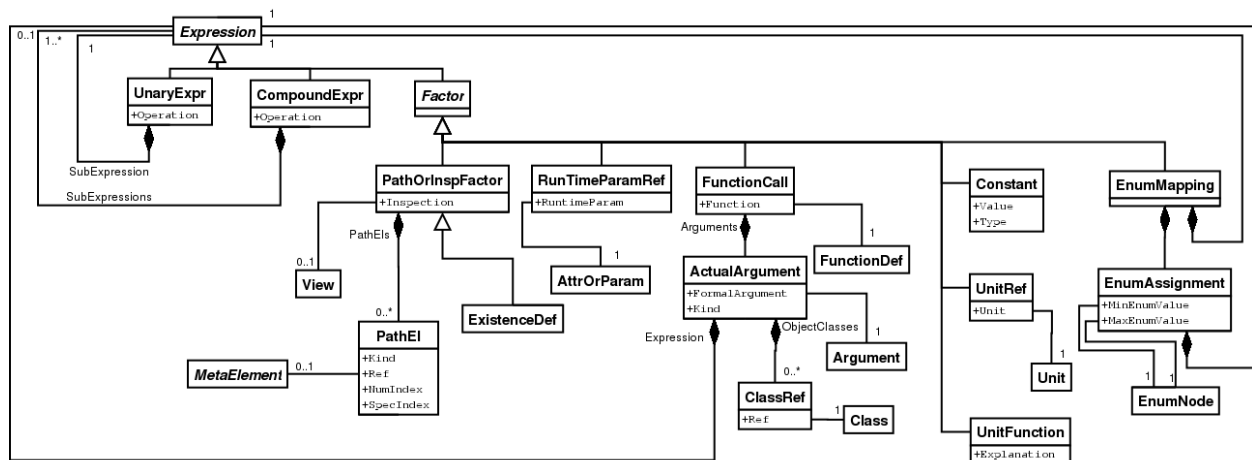 Expression
1
0..1
1..*
1
1
UnaryExpr
+Operation
CompoundExpr
+Operation
Factor
SubExpression
SubExpressions
PathOrInspFactor
+Inspection
RunTimeParamRef
+RuntimeParam
FunctionCall
+Function
Constant
+Value
+Type
EnumMapping
PathEls
Arguments
1
1
0..1
View
AttrOrParam
FunctionDef
ActualArgument
+FormalArgument
+Kind
UnitRef
+Unit
EnumAssignment
+MinEnumValue
+MaxEnumValue
ExistenceDef
0..*
PathEl
+Kind
+Ref
+NumIndex
+SpecIndex
Expression
ObjectClasses
1
Argument
1
Unit
1
1
EnumNode
MetaElement
0..1
0..*
ClassRef
+Ref
1
Class
UnitFunction
+Explanation